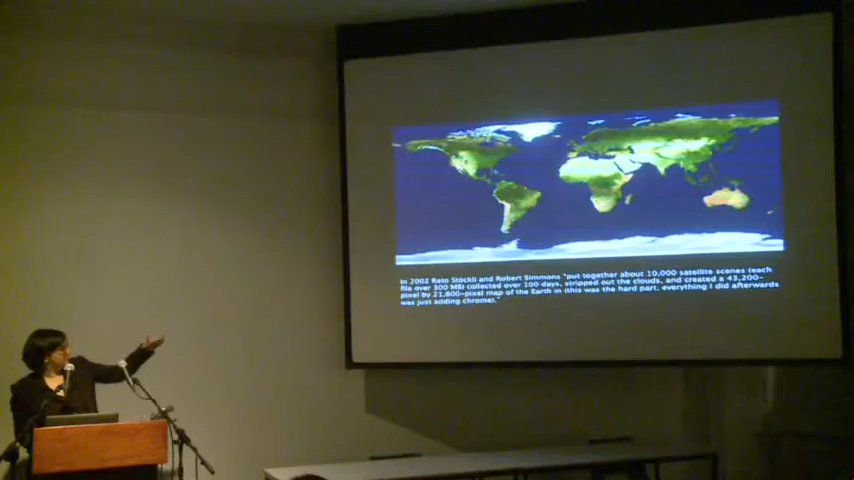 In 2002 Reto Stöckli and Robert Simmons "put together about 10,000 satellite scenes (each
file over 300 MB) collected over 100 days, stripped out the clouds, and created a 43,200-
pixel by 21,600-pixel map of the Earth in (this was the hard part, everything I did afterwards
was just adding chrome)."